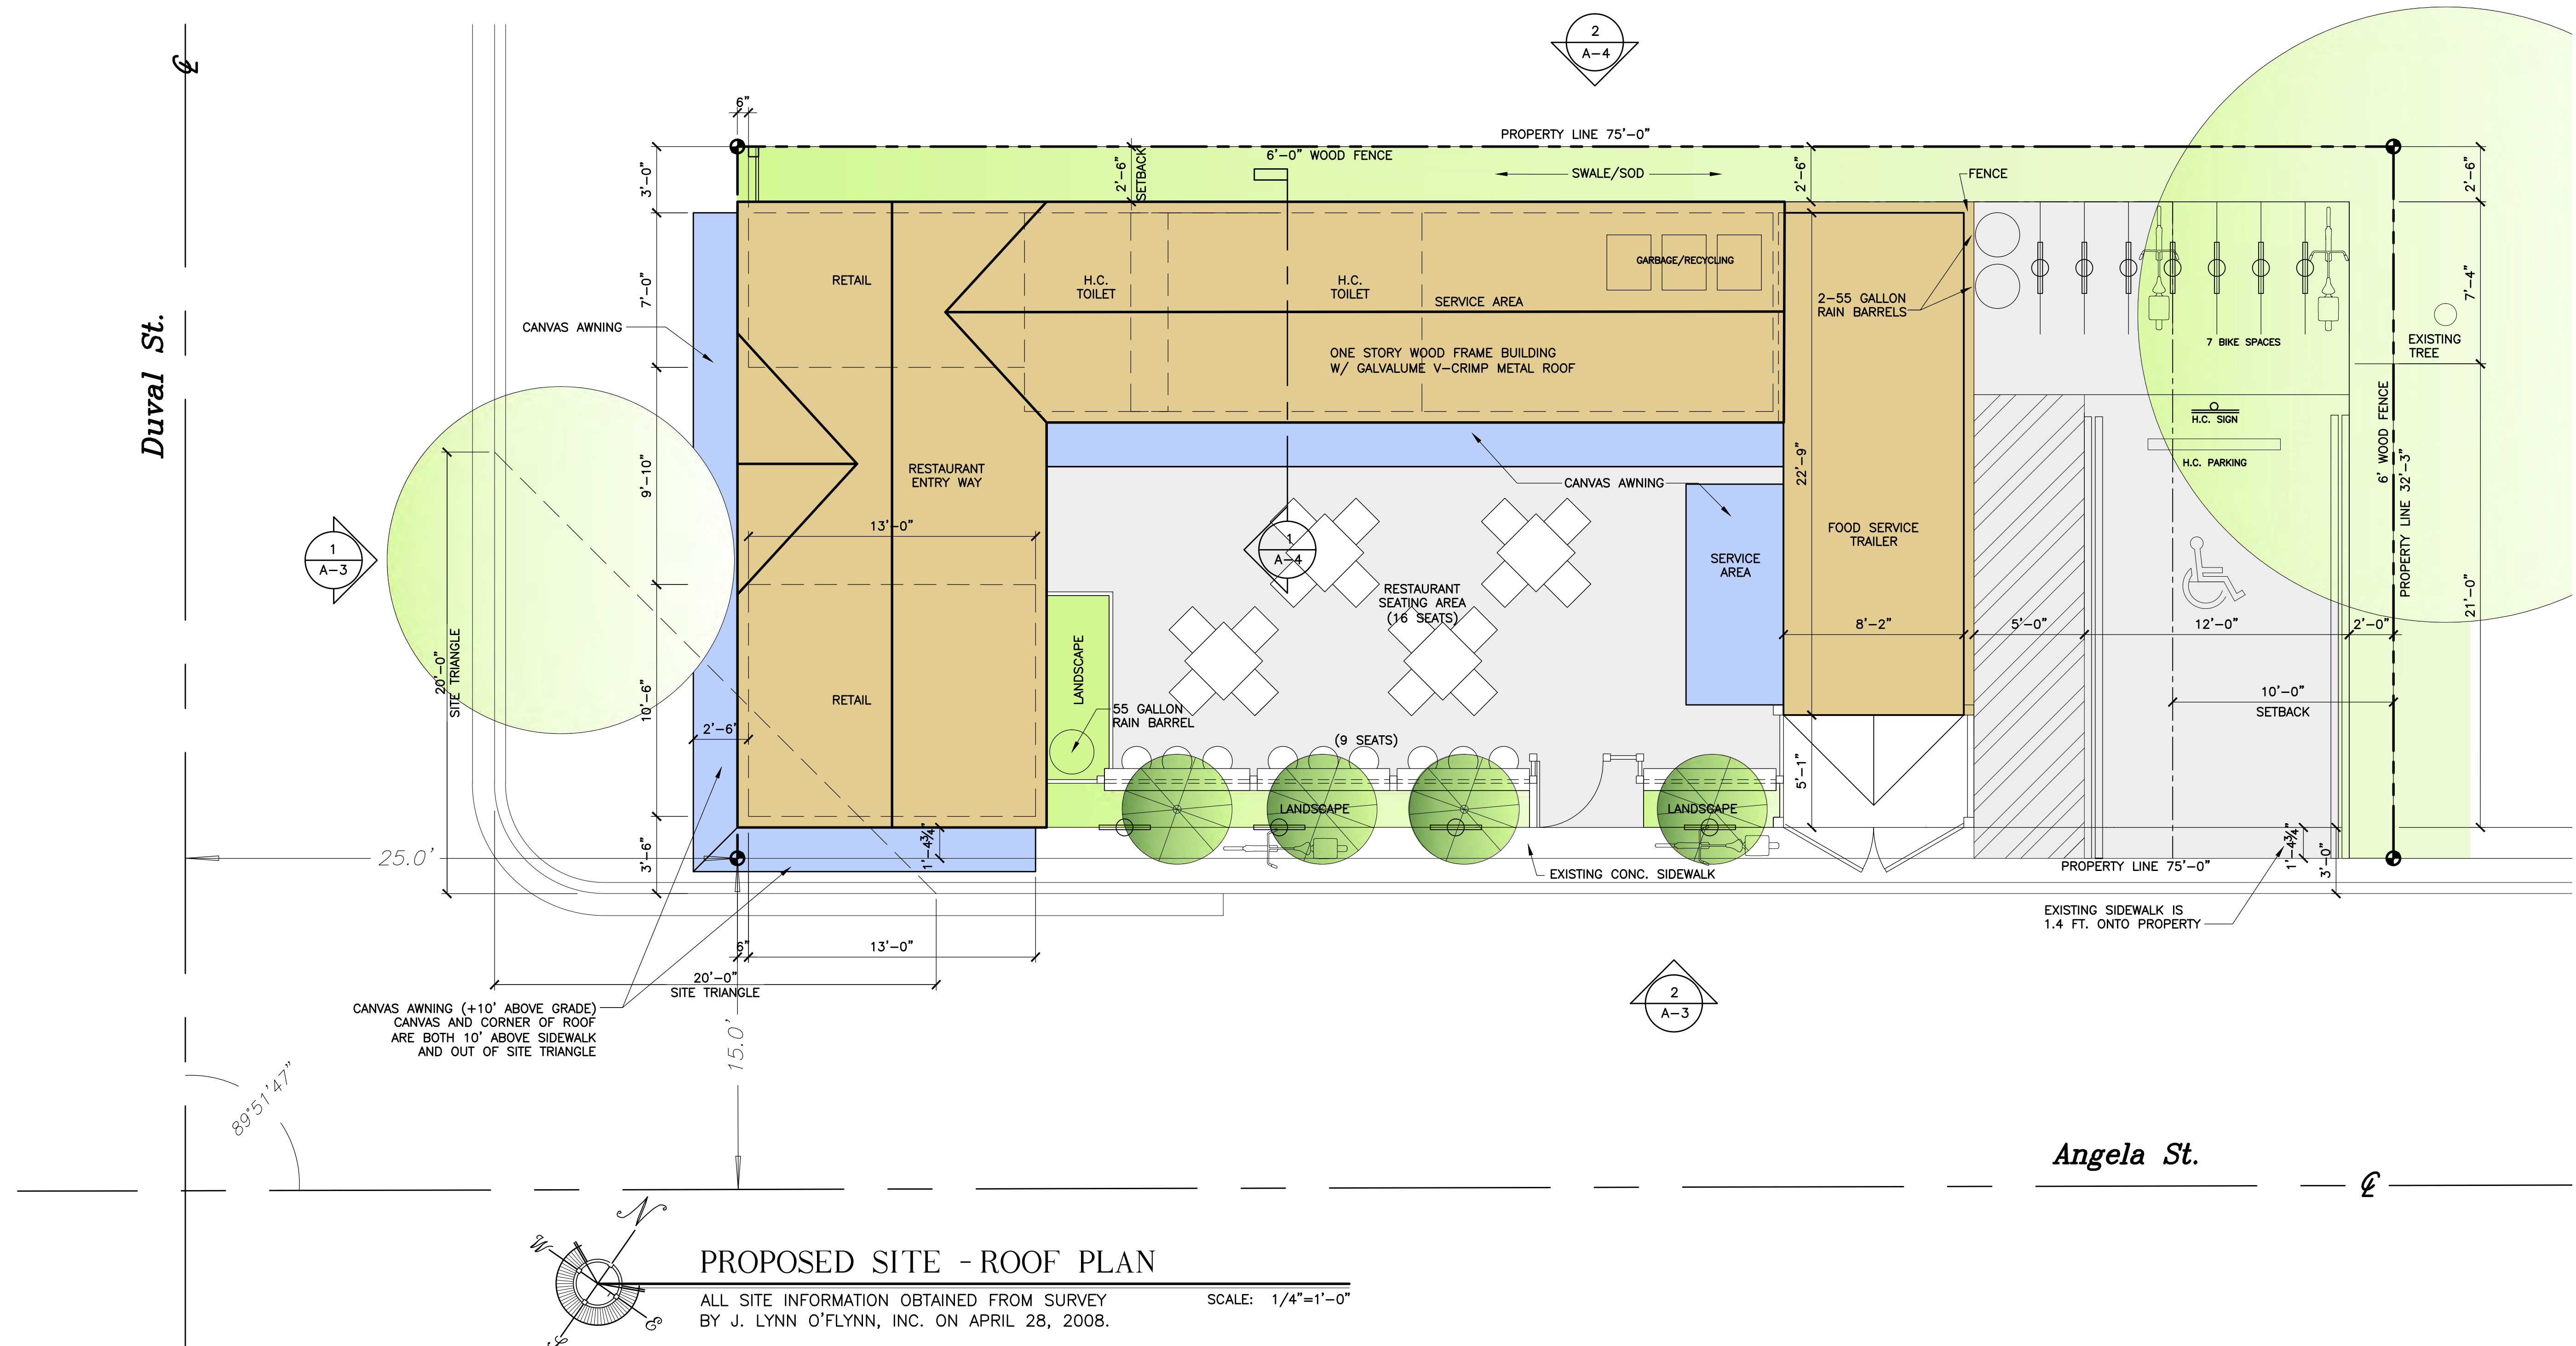 2
A-4
℄
6"
PROPERTY LINE 75'-0"
6'-0" WOOD FENCE
3'-0"
2'-6"
SETBACK
SWALE/SOD
2'-6"
FENCE
2'-6"
Duval St.
CANVAS AWNING
7'-0"
RETAIL
H.C.
TOILET
H.C.
TOILET
GARBAGE/RECYCLING
SERVICE AREA
2-55 GALLON
RAIN BARRELS
7 BIKE SPACES
7'-4"
EXISTING
TREE
ONE STORY WOOD FRAME BUILDING
W/ GALVALUME V-CRIMP METAL ROOF
H.C. SIGN
H.C. PARKING
6' WOOD FENCE
PROPERTY LINE 32'-3"
9'-10"
RESTAURANT
ENTRY WAY
CANVAS AWNING
22'-9"
13'-0"
1
A-3
1
A-4
FOOD SERVICE
TRAILER
SERVICE
AREA
RESTAURANT
SEATING AREA
(16 SEATS)
21'-0"
20'-0"
SITE TRIANGLE
LANDSCAPE
8'-2"
5'-0"
12'-0"
2'-0"
10'-6"
RETAIL
55 GALLON
RAIN BARREL
10'-0"
SETBACK
2'-6"
(9 SEATS)
5'-1"
LANDSCAPE
LANDSCAPE
25.0'
3'-6"
1'-4¾"
EXISTING CONC. SIDEWALK
PROPERTY LINE 75'-0"
1'-4¾"
3'-0"
EXISTING SIDEWALK IS
1.4 FT. ONTO PROPERTY
6"
13'-0"
20'-0"
SITE TRIANGLE
2
A-3
CANVAS AWNING (+10' ABOVE GRADE)
CANVAS AND CORNER OF ROOF
ARE BOTH 10' ABOVE SIDEWALK
AND OUT OF SITE TRIANGLE
15.0'
89°51'47"
Angela St.
℄
N
W
E
S
PROPOSED SITE - ROOF PLAN
ALL SITE INFORMATION OBTAINED FROM SURVEY
BY J. LYNN O'FLYNN, INC. ON APRIL 28, 2008.
SCALE: 1/4"=1'-0"